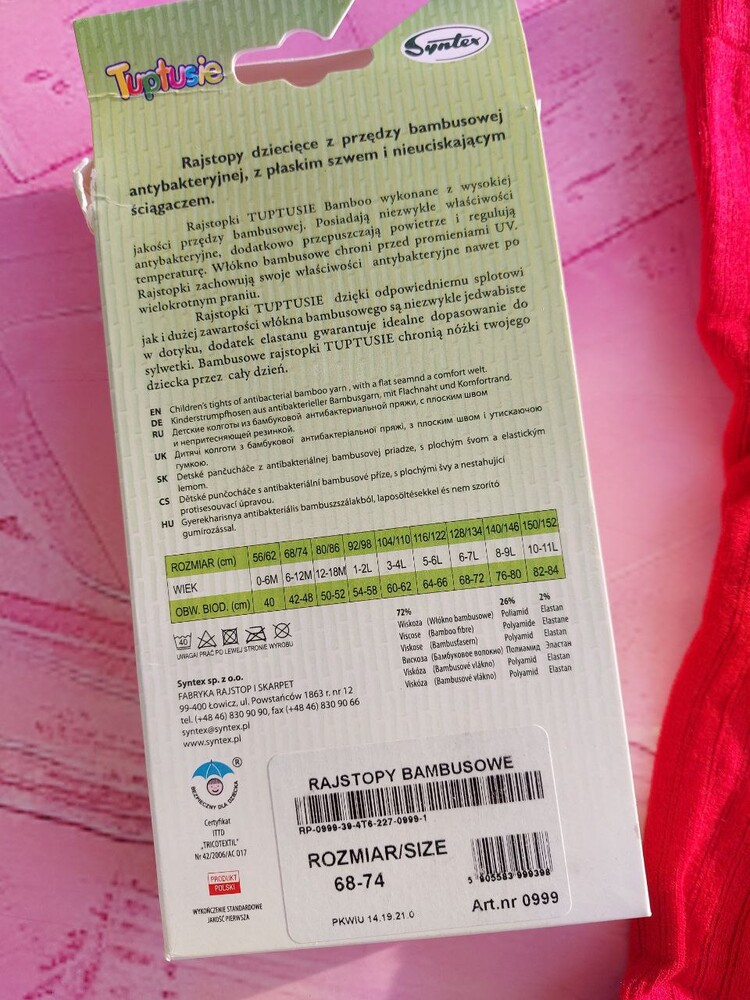 Tuptusie
Syntex
Rajstopy dziecięce z przędzy bambusowej
antybakteryjnej, z płaskim szwem i nieuciskającym
ściągaczem.
Rajstopki TUPTUSIE Bamboo wykonane z wysokiej
jakości przędzy bambusowej. Posiadają niezwykłe właściwości
antybakteryjne, dodatkowo przepuszczają powietrze i regulują
temperaturę. Włókno bambusowe chroni przed promieniami UV.
Rajstopki zachowują swoje właściwości antybakteryjne nawet po
wielokrotnym praniu.
Rajstopki TUPTUSIE dzięki odpowiedniemu splotowi
jak i dużej zawartości włókna bambusowego są niezwykle jedwabiste
w dotyku, dodatek elastanu gwarantuje idealne dopasowanie do
sylwetki. Bambusowe rajstopki TUPTUSIE chronią nóżki twojego
dziecka przez cały dzień.
EN Children's tights of antibacterial bamboo yarn, with a flat seamnd a comfort welt.
DE Kinderstrumpfhosen aus antibakterieller Bambusgarn, mit Flachnaht und Komfortrand.
RU Детские колготы из бамбуковой антибактериальной пряжи, с плоским швом
и непритесняющей резинкой.
UK Дитячі колготи з бамбукової антибактеріальної пряжі, з плоским швом і утискаючою
гумкою.
SK Detské pančucháče z antibakteriálnej bambusovej priadze, s plochým švom a elastickým
lemom.
CS Dětské punčocháče s antibakteriální bambusové příze, s plochými švy a nestahující
protisesouvací úpravou.
HU Gyerekharisnya antibakteriális bambuszszálakból, laposöltésekkel és nem szorító
gumírozással.
ROZMIAR (cm) 56/62 68/74 80/86 92/98 104/110 116/122 128/134 140/146 150/152
WIEK 0-6M 6-12M 12-18M 1-2L 3-4L 5-6L 6-7L 8-9L 10-11L
OBW. BIOD. (cm) 40 42-48 50-52 54-58 60-62 64-66 68-72 76-80 82-84
40
UWAGA! PRAĆ PO LEWEJ STRONIE WYROBU
72% 26% 2%
Wiskoza (Włókno bambusowe) Poliamid Elastan
Viscose (Bamboo fibre) Polyamide Elastane
Viskose (Bambusfasern) Polyamid Elastan
Вискоза (Бамбуковое волокно) Полиамид Эластан
Viskóza (Bambusové vlákno) Polyamid Elastan
Viskóza (Bambusové vlákno) Polyamid Elastan
Syntex sp. z o.o.
FABRYKA RAJSTOP I SKARPET
99-400 Łowicz, ul. Powstańców 1863 r. nr 12
tel. (+48 46) 830 90 90, fax (+48 46) 830 90 66
syntex@syntex.pl
www.syntex.pl
®
BEZPIECZNY DLA DZIECKA
Certyfikat
ITTD
„TRICOTEXTIL”
Nr 42/2006/AC 017
PRODUKT
POLSKI
WYKOŃCZENIE STANDARDOWE
JAKOŚĆ PIERWSZA
RAJSTOPY BAMBUSOWE
RP-0999-39-4T6-227-0999-1
ROZMIAR/SIZE
68-74
5 905583 999398
PKWiU 14.19.21.0
Art.nr 0999